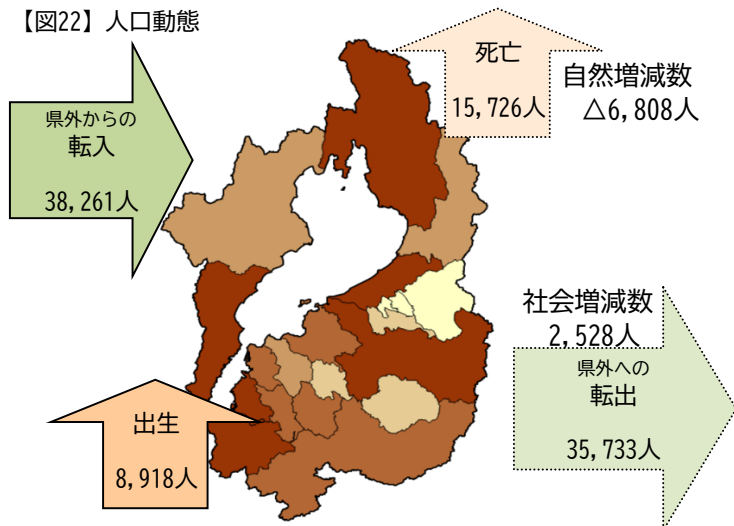 【図22】人口動態
県外からの
転入
38,261人
死亡
15,726人
自然増減数
△6,808人
社会増減数
2,528人
県外への
転出
35,733人
出生
8,918人